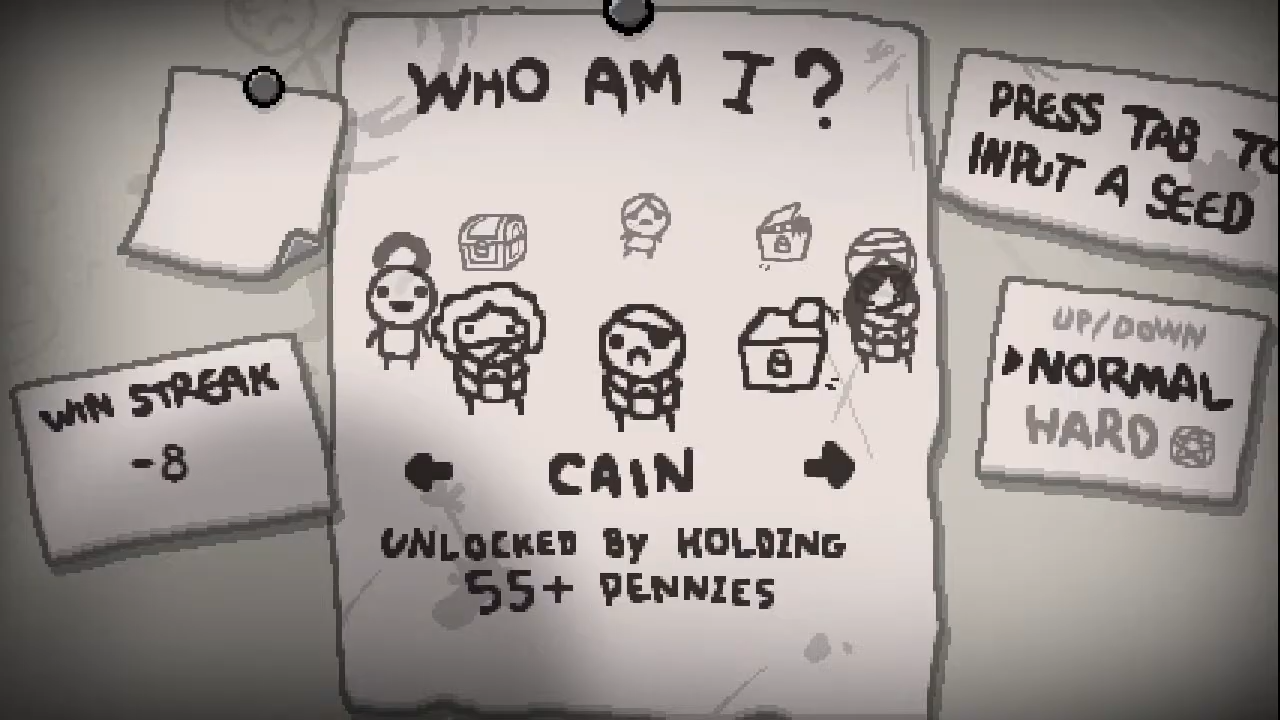 WHO AM I?
PRESS TAB TO
INPUT A SEED
WIN STREAK
-8
UP/DOWN
NORMAL
HARD
CAIN
UNLOCKED BY HOLDING
55+ PENNIES